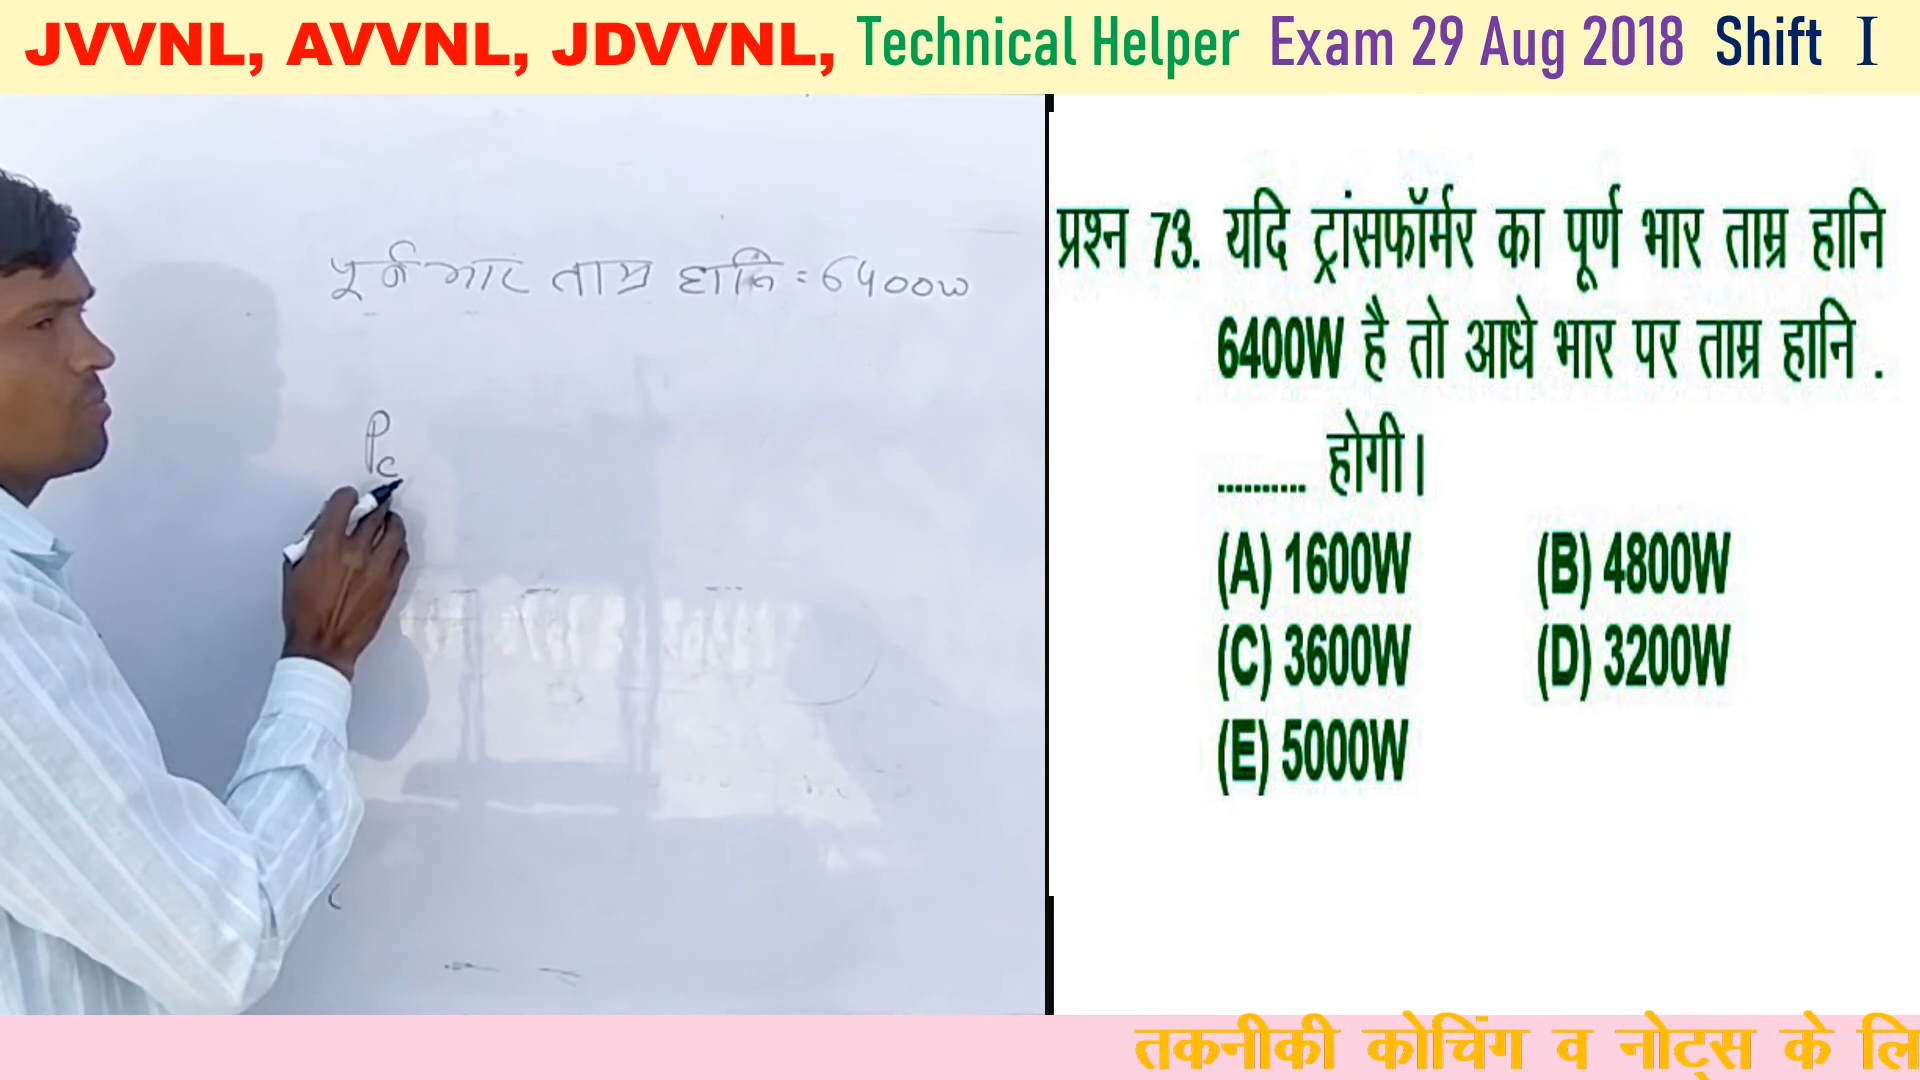 JVVNL, AVVNL, JDVVNL, Technical Helper Exam 29 Aug 2018 Shift I
पूर्ण भार ताम्र हानि = 6400w
Pc
प्रश्न 73. यदि ट्रांसफॉर्मर का पूर्ण भार ताम्र हानि
6400W है तो आधे भार पर ताम्र हानि .
.......... होगी।
(A) 1600W (B) 4800W
(C) 3600W (D) 3200W
(E) 5000W
तकनीकी कोचिंग व नोट्स के लि